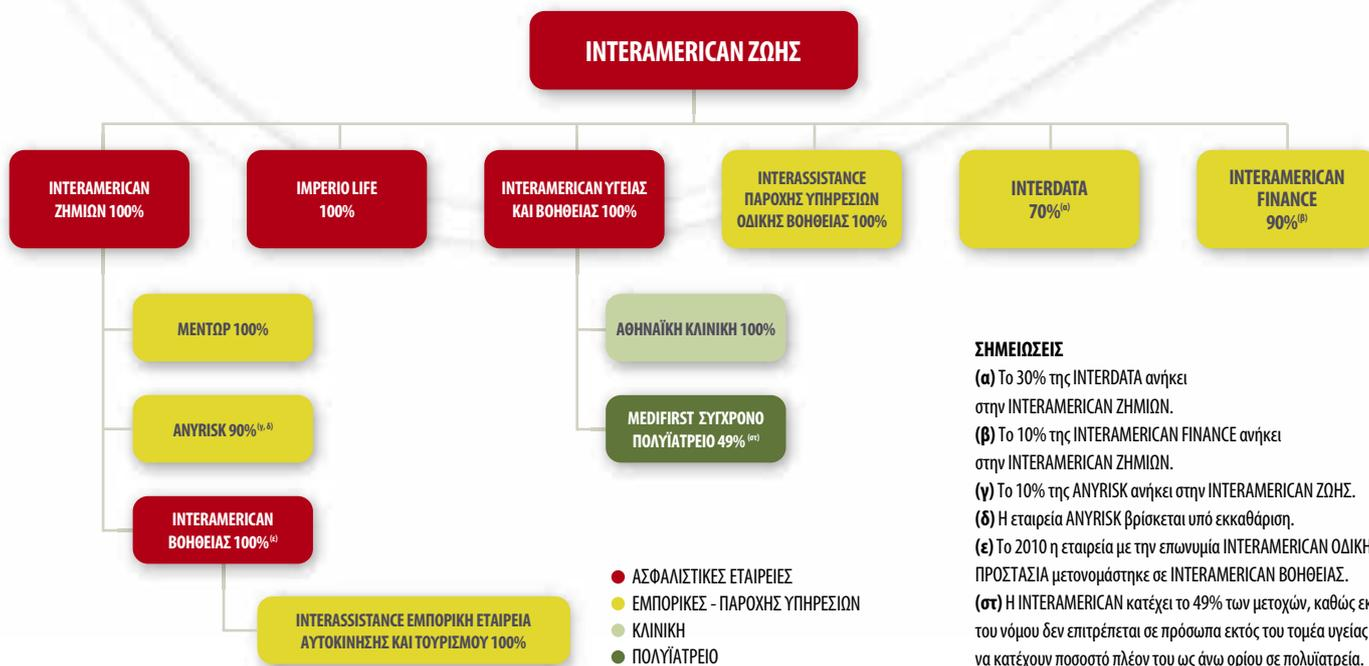 INTERAMERICAN ΖΩΗΣ
INTERAMERICAN
ΖΗΜΙΩΝ 100%
IMPERIO LIFE
100%
INTERAMERICAN ΥΓΕΙΑΣ
ΚΑΙ ΒΟΗΘΕΙΑΣ 100%
INTERASSISTANCE
ΠΑΡΟΧΗΣ ΥΠΗΡΕΣΙΩΝ
ΟΔΙΚΗΣ ΒΟΗΘΕΙΑΣ 100%
INTERDATA
70%(α)
INTERAMERICAN
FINANCE
90%(β)
ΜΕΝΤΩΡ 100%
ANYRISK 90%(γ, δ)
INTERAMERICAN
ΒΟΗΘΕΙΑΣ 100%(ε)
INTERASSISTANCE ΕΜΠΟΡΙΚΗ ΕΤΑΙΡΕΙΑ
ΑΥΤΟΚΙΝΗΣΗΣ ΚΑΙ ΤΟΥΡΙΣΜΟΥ 100%
ΑΘΗΝΑΪΚΗ ΚΛΙΝΙΚΗ 100%
MEDIFIRST ΣΥΓΧΡΟΝΟ
ΠΟΛΥΪΑΤΡΕΙΟ 49% (στ)
ΑΣΦΑΛΙΣΤΙΚΕΣ ΕΤΑΙΡΕΙΕΣ
ΕΜΠΟΡΙΚΕΣ - ΠΑΡΟΧΗΣ ΥΠΗΡΕΣΙΩΝ
ΚΛΙΝΙΚΗ
ΠΟΛΥΪΑΤΡΕΙΟ
ΣΗΜΕΙΩΣΕΙΣ
(α) Το 30% της INTERDATA ανήκει
στην INTERAMERICAN ΖΗΜΙΩΝ.
(β) Το 10% της INTERAMERICAN FINANCE ανήκει
στην INTERAMERICAN ΖΗΜΙΩΝ.
(γ) Το 10% της ANYRISK ανήκει στην INTERAMERICAN ΖΩΗΣ.
(δ) Η εταιρεία ANYRISK βρίσκεται υπό εκκαθάριση.
(ε) Το 2010 η εταιρεία με την επωνυμία INTERAMERICAN ΟΔΙΚΗ
ΠΡΟΣΤΑΣΙΑ μετονομάστηκε σε INTERAMERICAN ΒΟΗΘΕΙΑΣ.
(στ) Η INTERAMERICAN κατέχει το 49% των μετοχών, καθώς εκ
του νόμου δεν επιτρέπεται σε πρόσωπα εκτός του τομέα υγείας
να κατέχουν ποσοστό πλέον του ως άνω ορίου σε πολυϊατρεία.